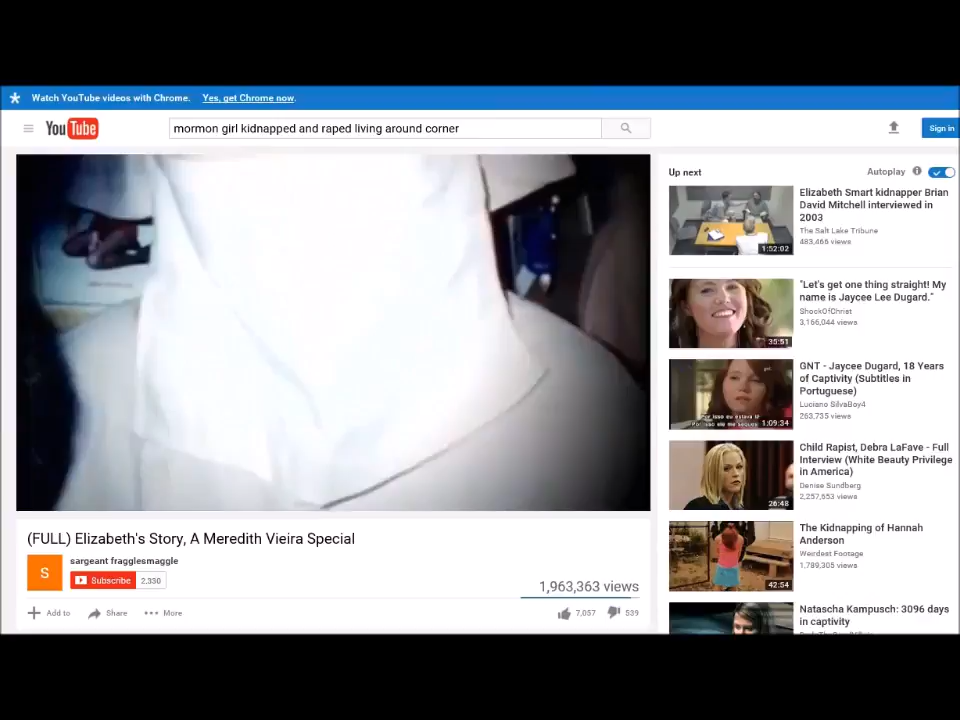 Watch YouTube videos with Chrome. Yes, get Chrome now.
YouTube
mormon girl kidnapped and raped living around corner
Sign in
(FULL) Elizabeth's Story, A Meredith Vieira Special
S
sargeant fragglesmaggle
Subscribe 2,330
1,963,363 views
Add to Share More
7,057 539
Up next
Autoplay
Elizabeth Smart kidnapper Brian
David Mitchell interviewed in
2003
The Salt Lake Tribune
483,466 views
1:52:02
"Let's get one thing straight! My
name is Jaycee Lee Dugard."
ShookOfChrist
3,166,044 views
35:51
GNT - Jaycee Dugard, 18 Years
of Captivity (Subtitles in
Portuguese)
Luciano SilvaBoy4
263,735 views
1:09:34
Child Rapist, Debra LaFave - Full
Interview (White Beauty Privilege
in America)
Denise Sundberg
2,257,653 views
26:48
The Kidnapping of Hannah
Anderson
Weirdest Footage
1,789,305 views
42:54
Natascha Kampusch: 3096 days
in captivity